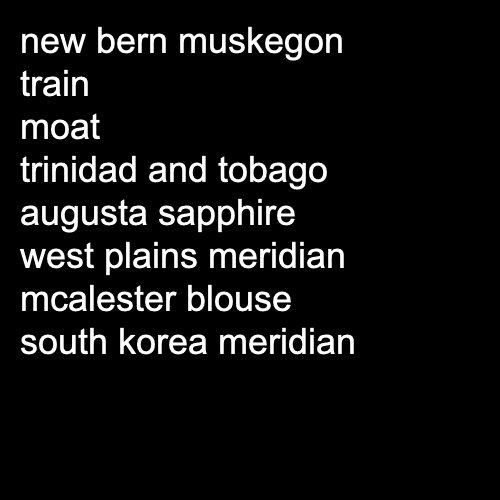 new bern muskegon
train
moat
trinidad and tobago
augusta sapphire
west plains meridian
mcalester blouse
south korea meridian